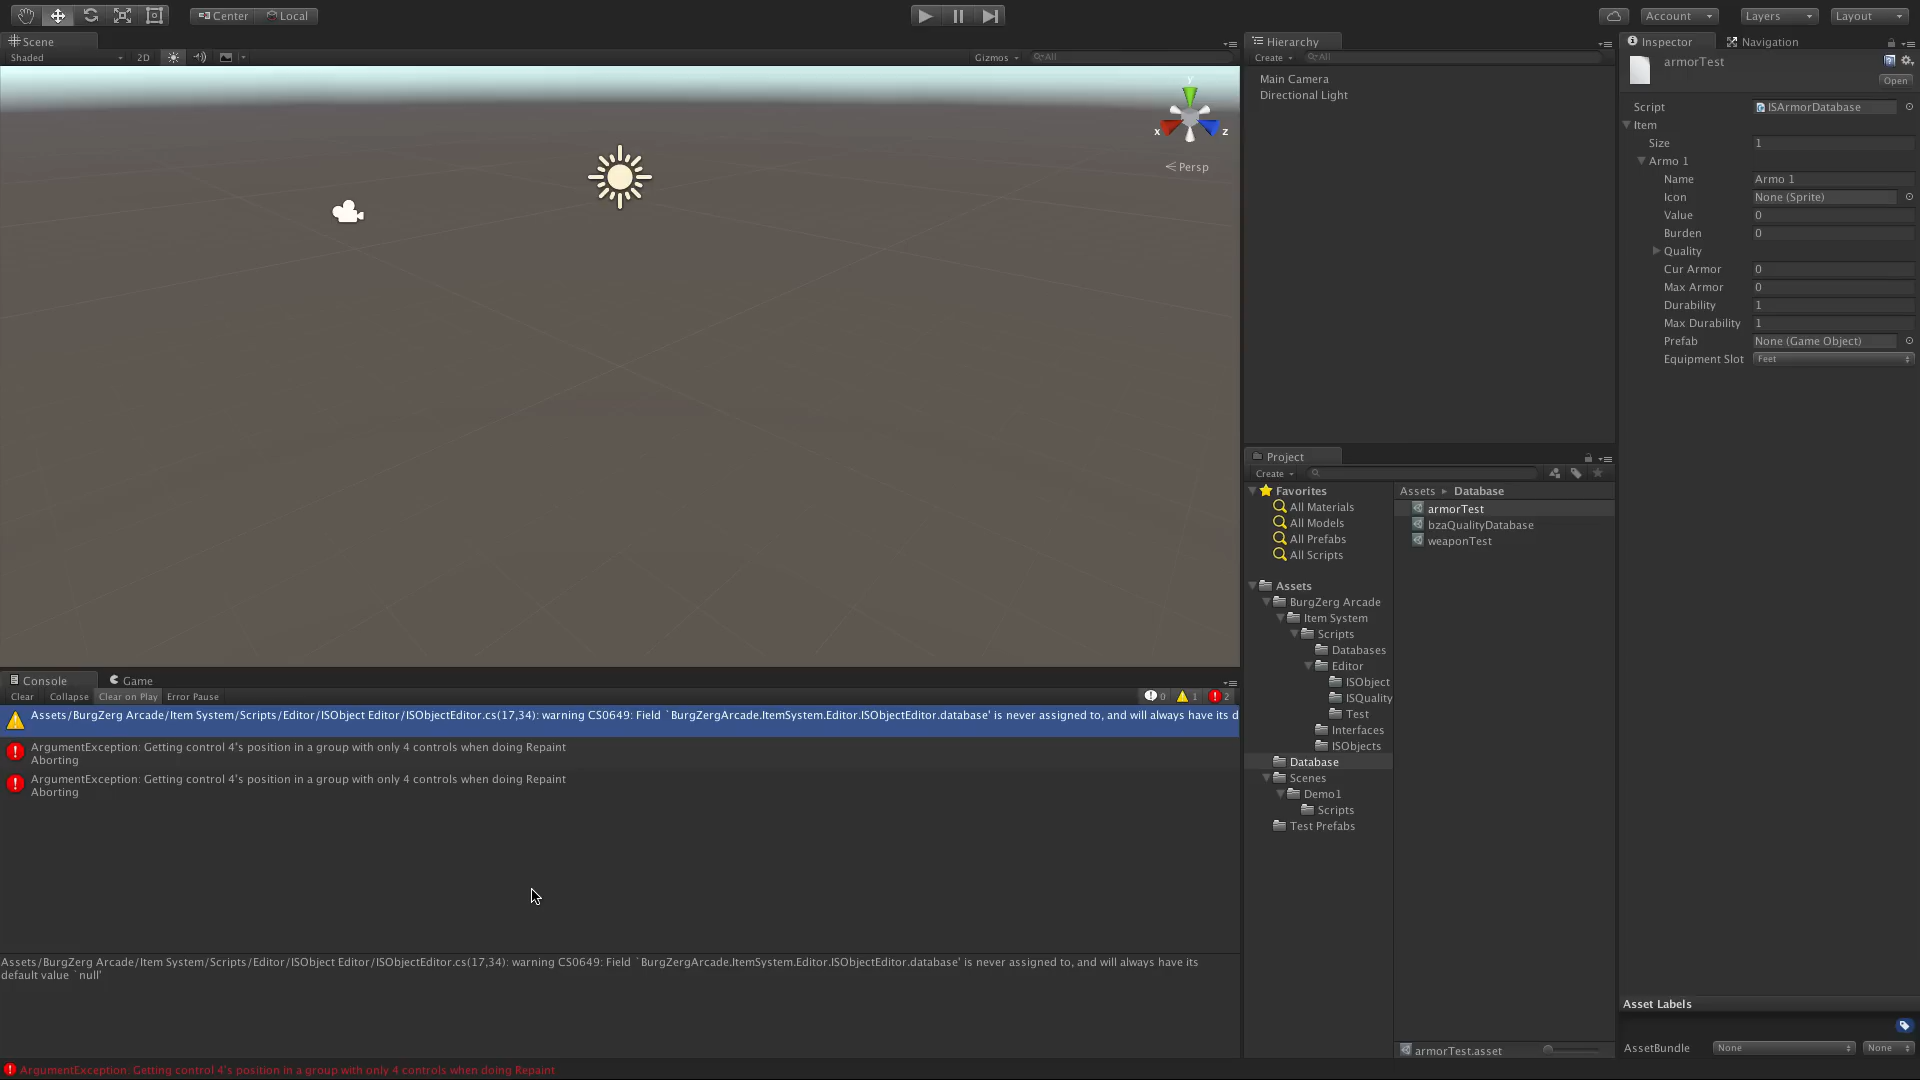 Center
Local
Account
Layers
Layout
Scene
Shaded
2D
Gizmos
All
y
x
z
Persp
Hierarchy
Create
All
Main Camera
Directional Light
Inspector
Navigation
armorTest
Open
Script
ISArmorDatabase
Item
Size
1
Armo 1
Name
Armo 1
Icon
None (Sprite)
Value
0
Burden
0
Quality
Cur Armor
0
Max Armor
0
Durability
1
Max Durability
1
Prefab
None (Game Object)
Equipment Slot
Feet
Project
Create
Favorites
All Materials
All Models
All Prefabs
All Scripts
Assets
BurgZerg Arcade
Item System
Scripts
Databases
Editor
ISObject
ISQuality
Test
Interfaces
ISObjects
Database
Scenes
Demo1
Scripts
Test Prefabs
Assets
Database
armorTest
bzaQualityDatabase
weaponTest
armorTest.asset
Console
Game
Clear
Collapse
Clear on Play
Error Pause
0
1
2
Assets/BurgZerg Arcade/Item System/Scripts/Editor/ISObject Editor/ISObjectEditor.cs(17,34): warning CS0649: Field `BurgZergArcade.ItemSystem.Editor.ISObjectEditor.database' is never assigned to, and will always have its d
ArgumentException: Getting control 4's position in a group with only 4 controls when doing Repaint
Aborting
ArgumentException: Getting control 4's position in a group with only 4 controls when doing Repaint
Aborting
Assets/BurgZerg Arcade/Item System/Scripts/Editor/ISObject Editor/ISObjectEditor.cs(17,34): warning CS0649: Field `BurgZergArcade.ItemSystem.Editor.ISObjectEditor.database' is never assigned to, and will always have its
default value `null'
ArgumentException: Getting control 4's position in a group with only 4 controls when doing Repaint
Asset Labels
AssetBundle
None
None